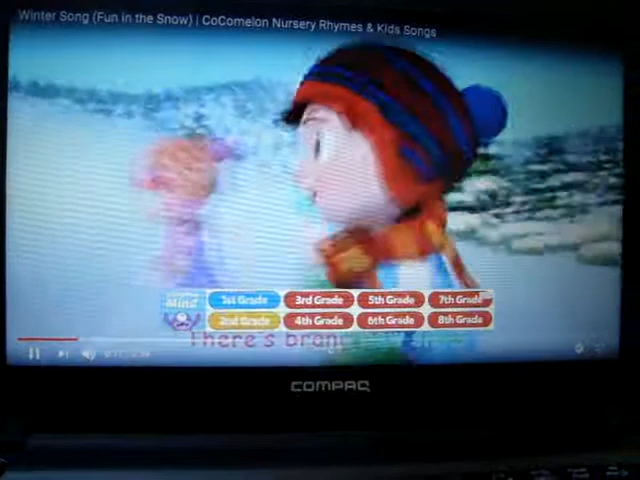 Winter Song (Fun in the Snow) | CoComelon Nursery Rhymes & Kids Songs
Mind
1st Grade 3rd Grade 5th Grade 7th Grade
2nd Grade 4th Grade 6th Grade 8th Grade
There's bran
COMPAQ